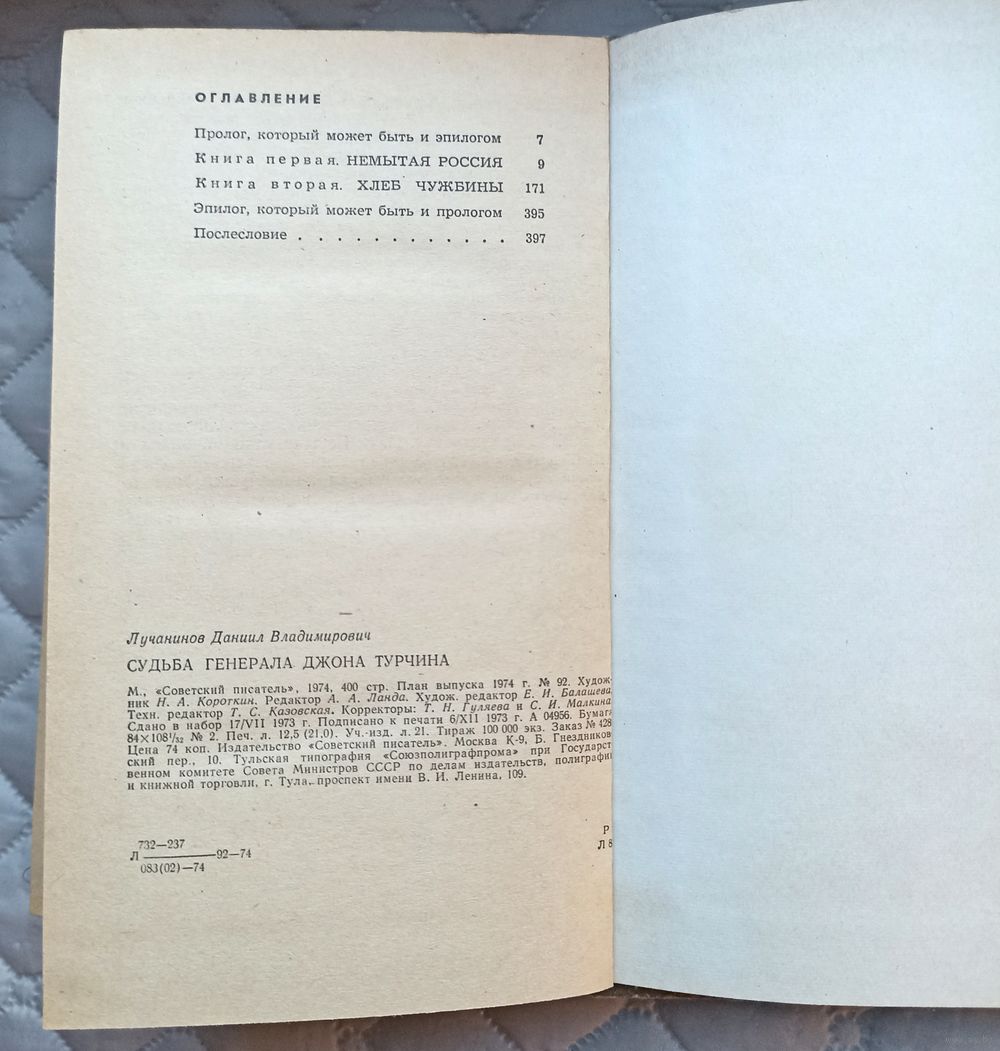 ОГЛАВЛЕНИЕ
Пролог, который может быть и эпилогом 7
Книга первая. НЕМЫТАЯ РОССИЯ 9
Книга вторая. ХЛЕБ ЧУЖБИНЫ 171
Эпилог, который может быть и прологом 395
Послесловие . . . . . . . . . . . . 397
Лучанинов Даниил Владимирович
СУДЬБА ГЕНЕРАЛА ДЖОНА ТУРЧИНА
М., «Советский писатель», 1974, 400 стр. План выпуска 1974 г. № 92. Худож-
ник Н. А. Короткин. Редактор А. А. Ланда. Худож. редактор Е. И. Балашева.
Техн. редактор Т. С. Казовская. Корректоры: Т. Н. Гуляева и С. И. Малкина.
Сдано в набор 17/VII 1973 г. Подписано к печати 6/XII 1973 г. А 04956. Бумага
84×108¹/₃₂ № 2. Печ. л. 12,5 (21,0). Уч.-изд. л. 21. Тираж 100 000 экз. Заказ № 428
Цена 74 коп. Издательство «Советский писатель». Москва К-9, Б. Гнездников-
ский пер., 10. Тульская типография «Союзполиграфпрома» при Государст-
венном комитете Совета Министров СССР по делам издательств, полиграфии
и книжной торговли, г. Тула, проспект имени В. И. Ленина, 109.
Р
Л 8
732—237
Л ———— 92—74
083(02)—74